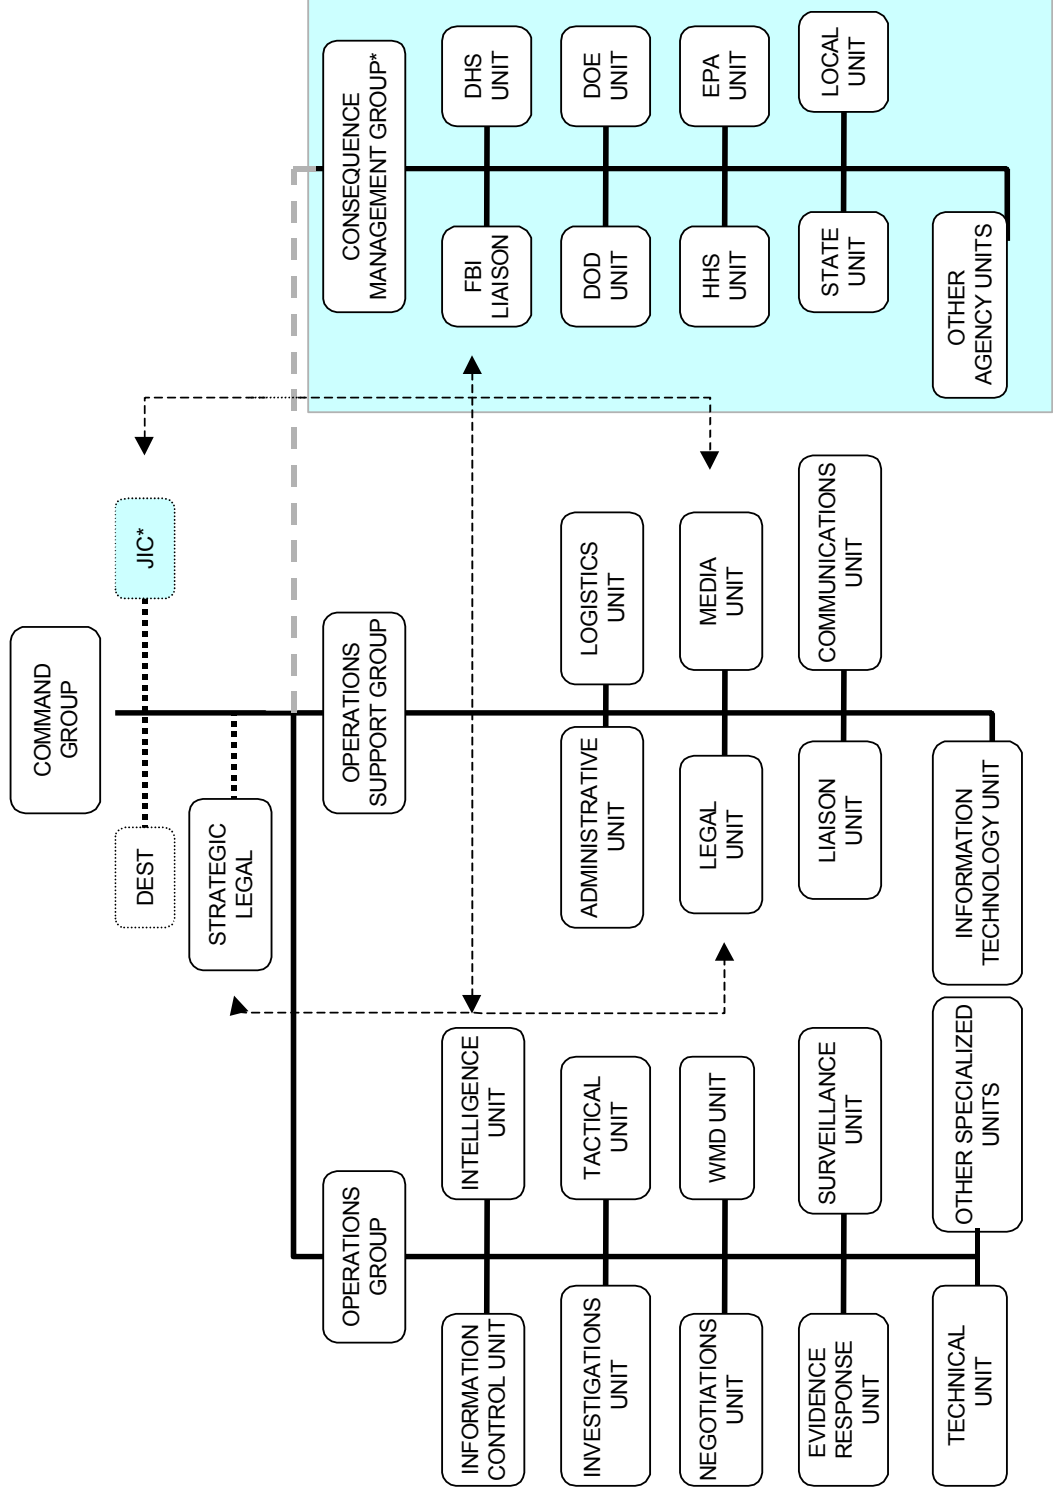 COMMAND
GROUP
DEST
JIC*
STRATEGIC
LEGAL
OPERATIONS
GROUP
OPERATIONS
SUPPORT GROUP
CONSEQUENCE
MANAGEMENT GROUP*
INFORMATION
CONTROL UNIT
INTELLIGENCE
UNIT
INVESTIGATIONS
UNIT
TACTICAL
UNIT
NEGOTIATIONS
UNIT
WMD UNIT
EVIDENCE
RESPONSE
UNIT
SURVEILLANCE
UNIT
TECHNICAL
UNIT
OTHER SPECIALIZED
UNITS
ADMINISTRATIVE
UNIT
LOGISTICS
UNIT
LEGAL
UNIT
MEDIA
UNIT
LIAISON
UNIT
COMMUNICATIONS
UNIT
INFORMATION
TECHNOLOGY UNIT
FBI
LIAISON
DHS
UNIT
DOD
UNIT
DOE
UNIT
HHS
UNIT
EPA
UNIT
STATE
UNIT
LOCAL
UNIT
OTHER
AGENCY UNITS